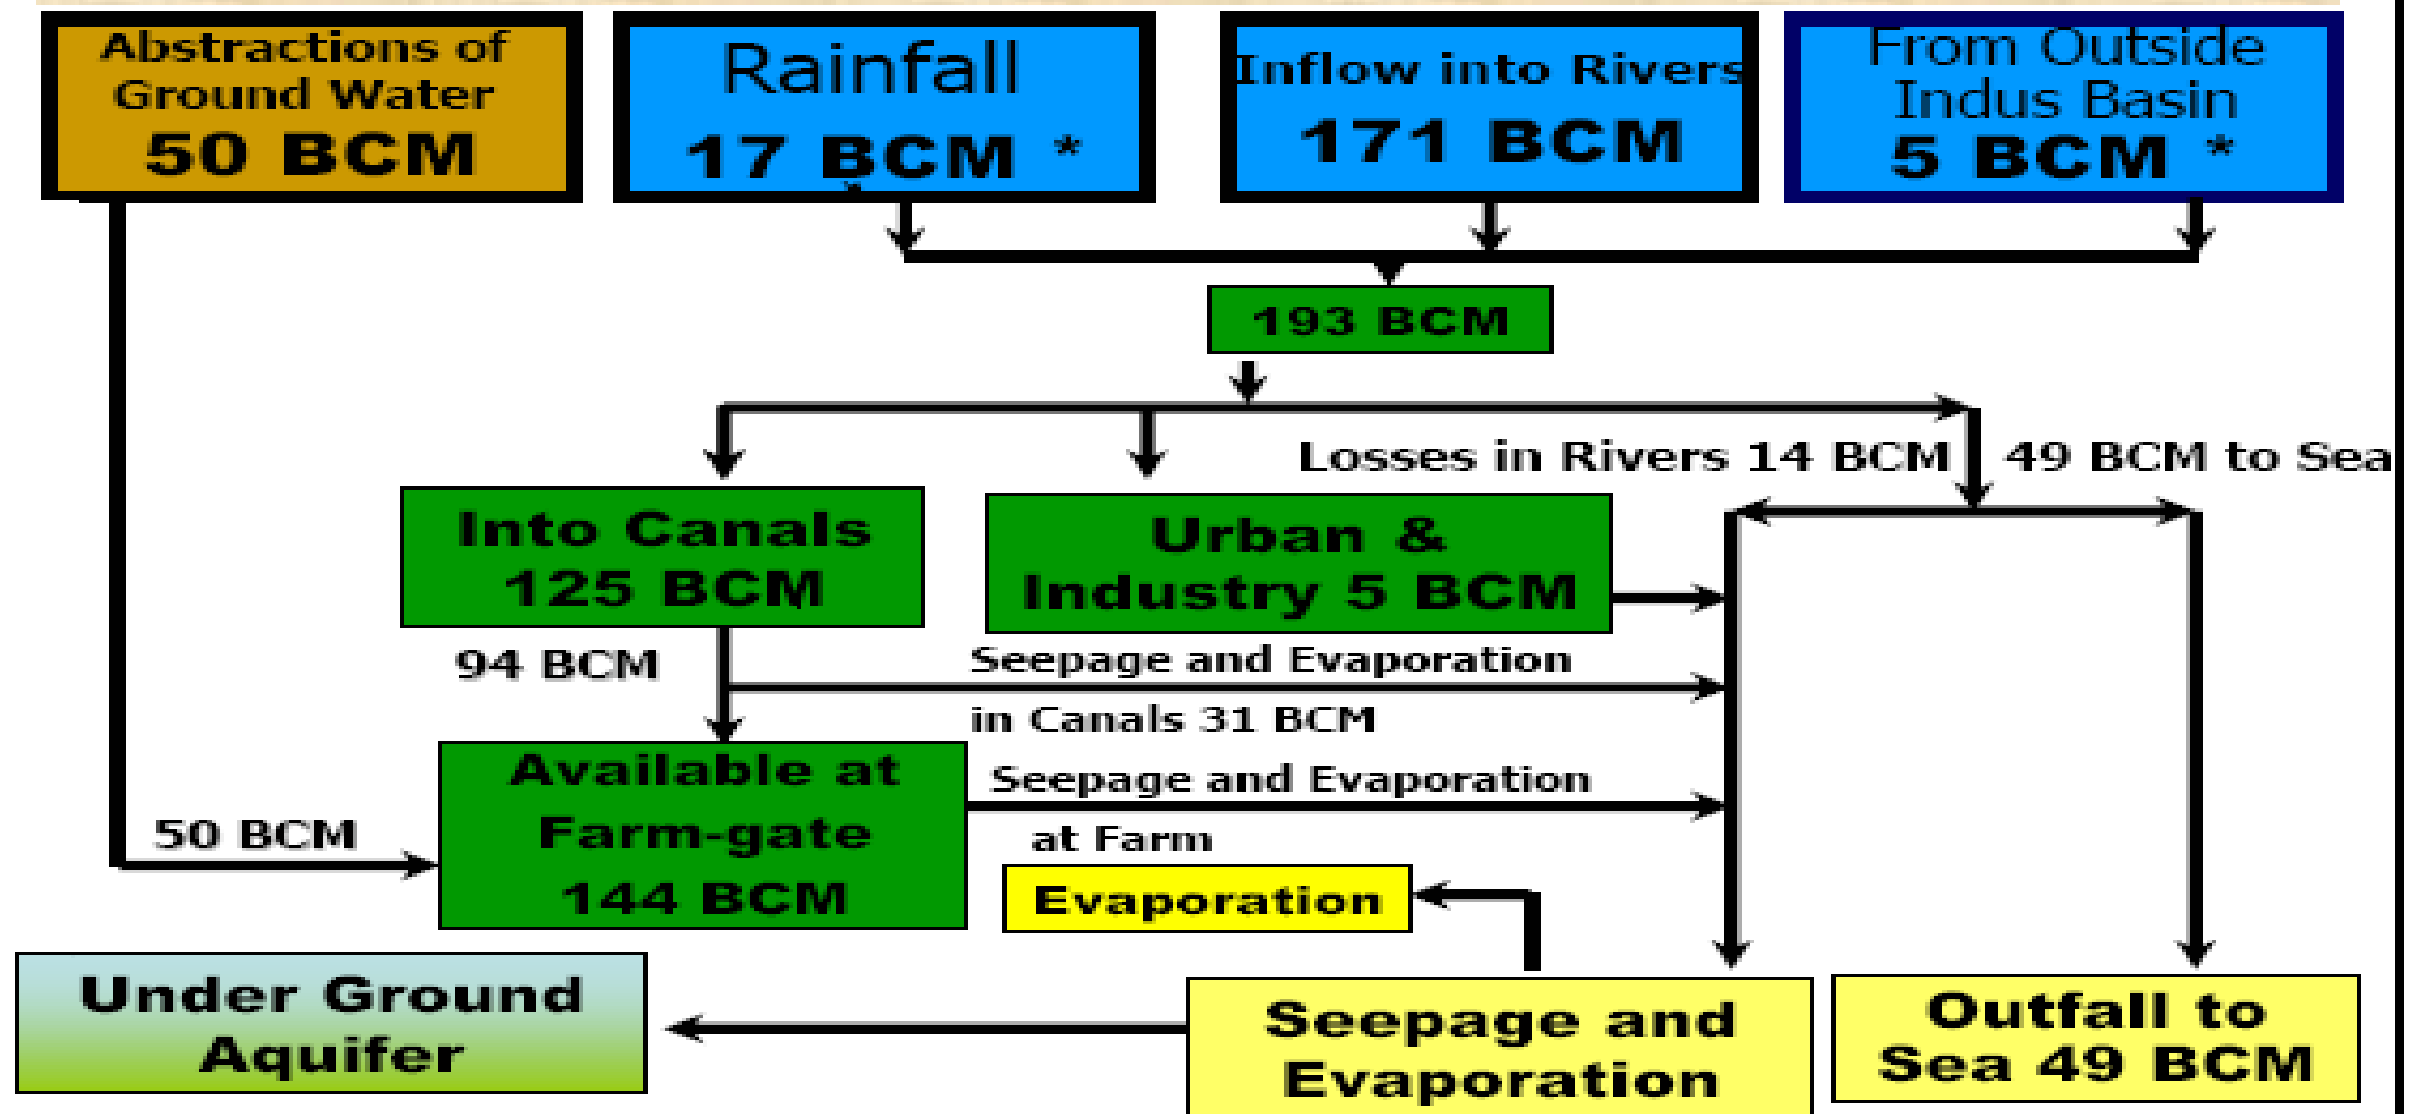 Abstractions of
Ground Water
50 BCM
Rainfall
17 BCM *
Inflow into Rivers
171 BCM
From Outside
Indus Basin
5 BCM *
193 BCM
Losses in Rivers 14 BCM
49 BCM to Sea
Into Canals
125 BCM
Urban &
Industry 5 BCM
94 BCM
Seepage and Evaporation
in Canals 31 BCM
Available at
Farm-gate
144 BCM
Seepage and Evaporation
at Farm
50 BCM
Evaporation
Under Ground
Aquifer
Seepage and
Evaporation
Outfall to
Sea 49 BCM